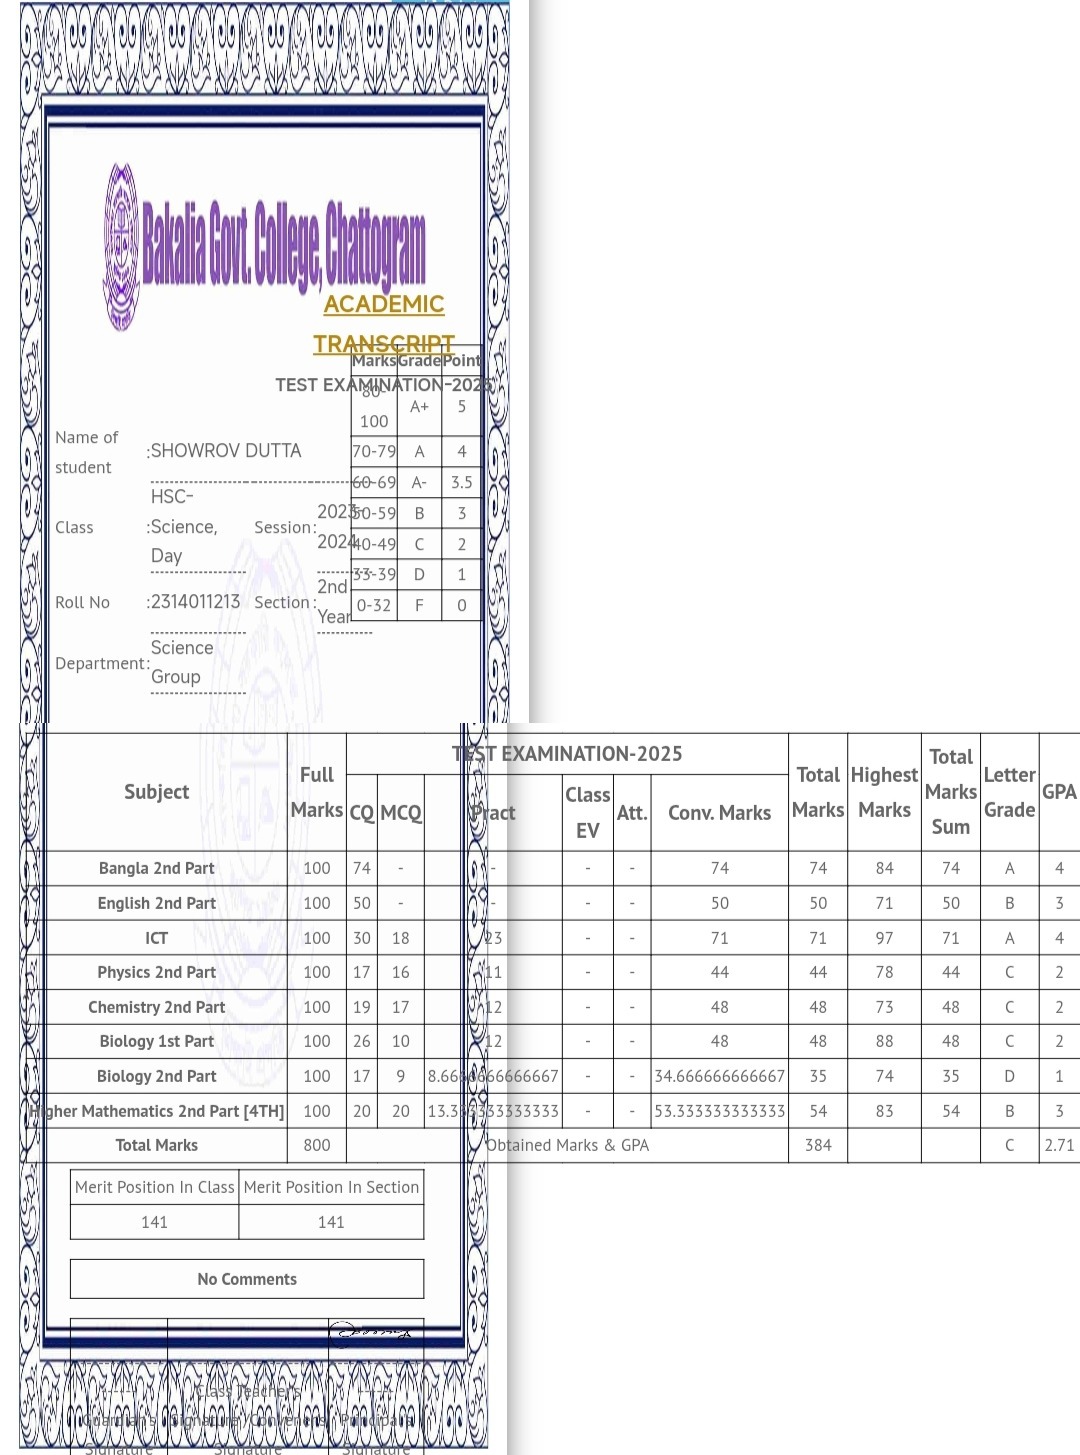 Bakalia Govt. College, Chattogram
ACADEMIC
TRANSCRIPT
TEST EXAMINATION-2025
Marks Grade Point
80-100 A+ 5
70-79 A 4
60-69 A- 3.5
50-59 B 3
40-49 C 2
33-39 D 1
0-32 F 0
Name of student :SHOWROV DUTTA
Class :HSC-Science, Day Session: 2023-2024
Roll No :2314011213 Section: 2nd Year
Department: Science Group
TEST EXAMINATION-2025
Subject Full Marks CQ MCQ Pract Class EV Att. Conv. Marks Total Marks Highest Marks Total Marks Sum Letter Grade GPA
Bangla 2nd Part 100 74 - - - - 74 74 84 74 A 4
English 2nd Part 100 50 - - - - 50 50 71 50 B 3
ICT 100 30 18 23 - - 71 71 97 71 A 4
Physics 2nd Part 100 17 16 11 - - 44 44 78 44 C 2
Chemistry 2nd Part 100 19 17 12 - - 48 48 73 48 C 2
Biology 1st Part 100 26 10 12 - - 48 48 88 48 C 2
Biology 2nd Part 100 17 9 8.6666666666667 - - 34.666666666667 35 74 35 D 1
Higher Mathematics 2nd Part [4TH] 100 20 20 13.333333333333 - - 53.333333333333 54 83 54 B 3
Total Marks 800 Obtained Marks & GPA 384 C 2.71
Merit Position In Class Merit Position In Section
141 141
No Comments
Guardian's Signature
Class Teacher's Signature/Convener's Signature
Principal's Signature